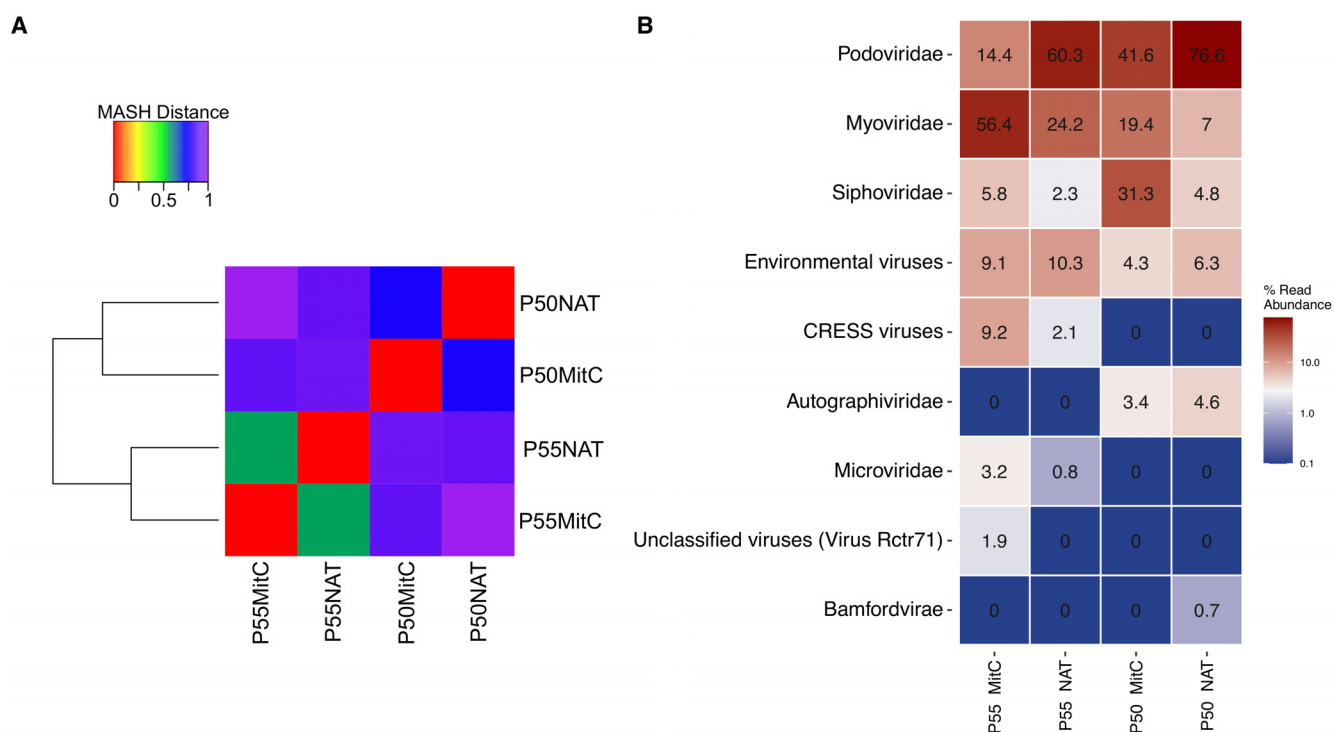 A
MASH Distance
0 0.5 1
P50NAT
P50MitC
P55NAT
P55MitC
P55MitC
P55NAT
P50MitC
P50NAT
B
Podoviridae 14.4 60.3 41.6 76.6
Myoviridae 56.4 24.2 19.4 7
Siphoviridae 5.8 2.3 31.3 4.8
Environmental viruses 9.1 10.3 4.3 6.3
CRESS viruses 9.2 2.1 0 0
Autographiviridae 0 0 3.4 4.6
Microviridae 3.2 0.8 0 0
Unclassified viruses (Virus Rctr71) 1.9 0 0 0
Bamfordvirae 0 0 0 0.7
P55 MitC
P55 NAT
P50 MitC
P50 NAT
% Read
Abundance
10.0
1.0
0.1